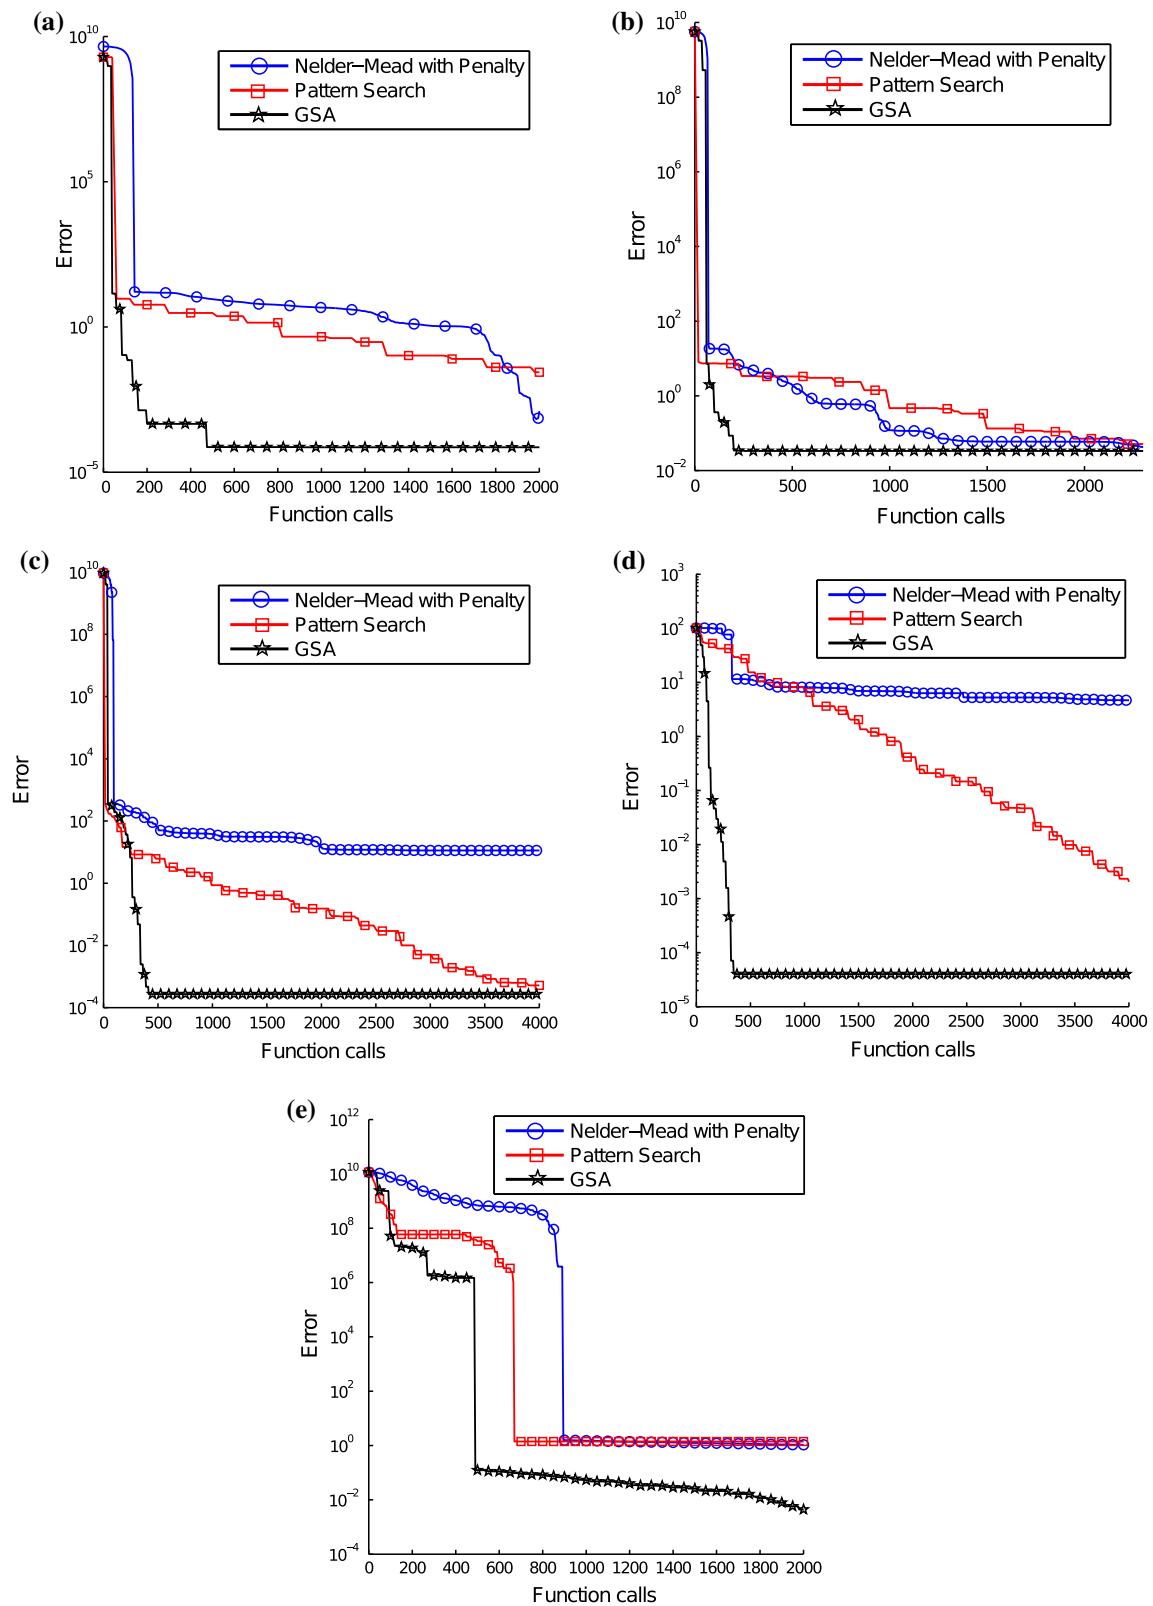 (a)
10^10
10^5
10^0
10^−5
Error
Nelder−Mead with Penalty
Pattern Search
GSA
0 200 400 600 800 1000 1200 1400 1600 1800 2000
Function calls
(b)
10^10
10^8
10^6
10^4
10^2
10^0
10^−2
Error
Nelder−Mead with Penalty
Pattern Search
GSA
0 500 1000 1500 2000
Function calls
(c)
10^10
10^8
10^6
10^4
10^2
10^0
10^−2
10^−4
Error
Nelder−Mead with Penalty
Pattern Search
GSA
0 500 1000 1500 2000 2500 3000 3500 4000
Function calls
(d)
10^3
10^2
10^1
10^0
10^−1
10^−2
10^−3
10^−4
10^−5
Error
Nelder−Mead with Penalty
Pattern Search
GSA
0 500 1000 1500 2000 2500 3000 3500 4000
Function calls
(e)
10^12
10^10
10^8
10^6
10^4
10^2
10^0
10^−2
10^−4
Error
Nelder−Mead with Penalty
Pattern Search
GSA
0 200 400 600 800 1000 1200 1400 1600 1800 2000
Function calls